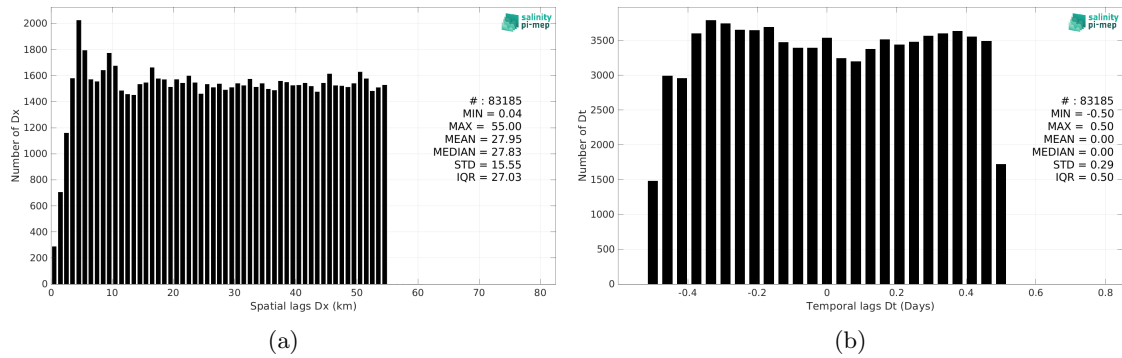 salinity
pi-mep
2000
1800
1600
1400
1200
1000
800
600
400
200
0
Number of Dx
# : 83185
MIN = 0.04
MAX = 55.00
MEAN = 27.95
MEDIAN = 27.83
STD = 15.55
IQR = 27.03
0 10 20 30 40 50 60 70 80
Spatial lags Dx (km)
(a)
salinity
pi-mep
3500
3000
2500
2000
1500
1000
500
0
Number of Dt
# : 83185
MIN = -0.50
MAX = 0.50
MEAN = 0.00
MEDIAN = 0.00
STD = 0.29
IQR = 0.50
-0.4 -0.2 0 0.2 0.4 0.6 0.8
Temporal lags Dt (Days)
(b)